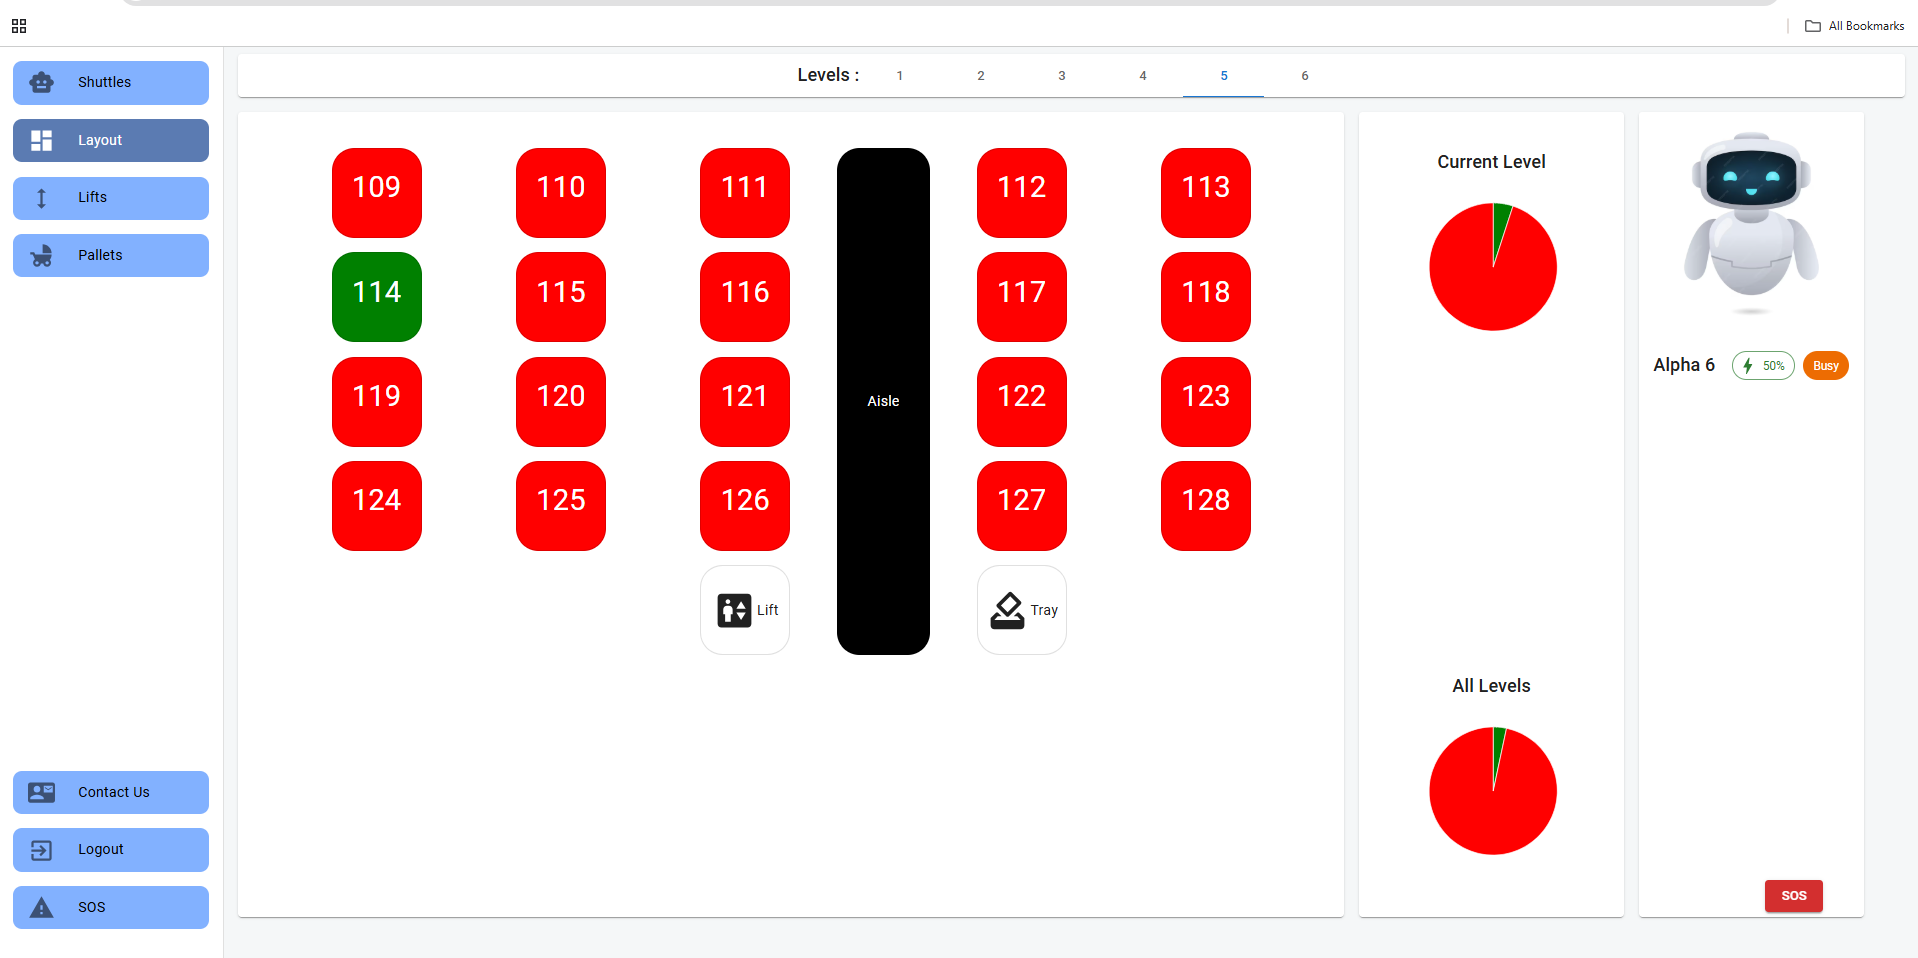 All Bookmarks
Shuttles
Layout
Lifts
Pallets
Contact Us
Logout
SOS
Levels : 1 2 3 4 5 6
109 110 111 112 113
114 115 116 117 118
119 120 121 122 123
Aisle
124 125 126 127 128
Lift Tray
Current Level
All Levels
Alpha 6 50% Busy
SOS